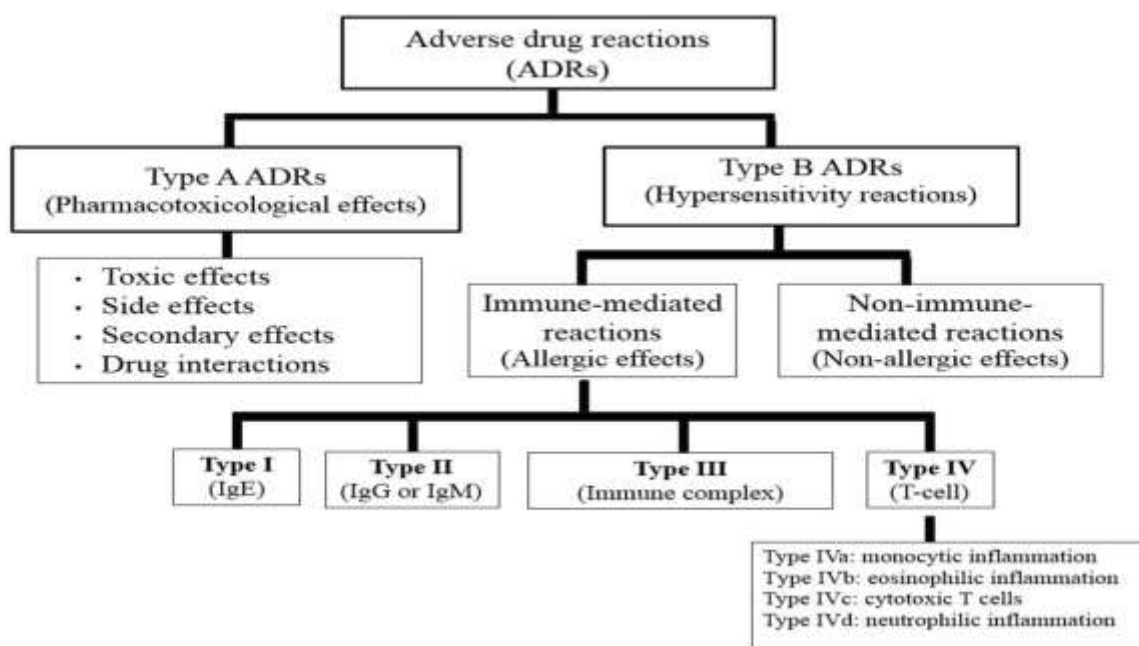 Adverse drug reactions
(ADRs)
Type A ADRs
(Pharmacotoxicological effects)
Type B ADRs
(Hypersensitivity reactions)
• Toxic effects
• Side effects
• Secondary effects
• Drug interactions
Immune-mediated
reactions
(Allergic effects)
Non-immune-
mediated reactions
(Non-allergic effects)
Type I
(IgE)
Type II
(IgG or IgM)
Type III
(Immune complex)
Type IV
(T-cell)
Type IVa: monocytic inflammation
Type IVb: eosinophilic inflammation
Type IVc: cytotoxic T cells
Type IVd: neutrophilic inflammation